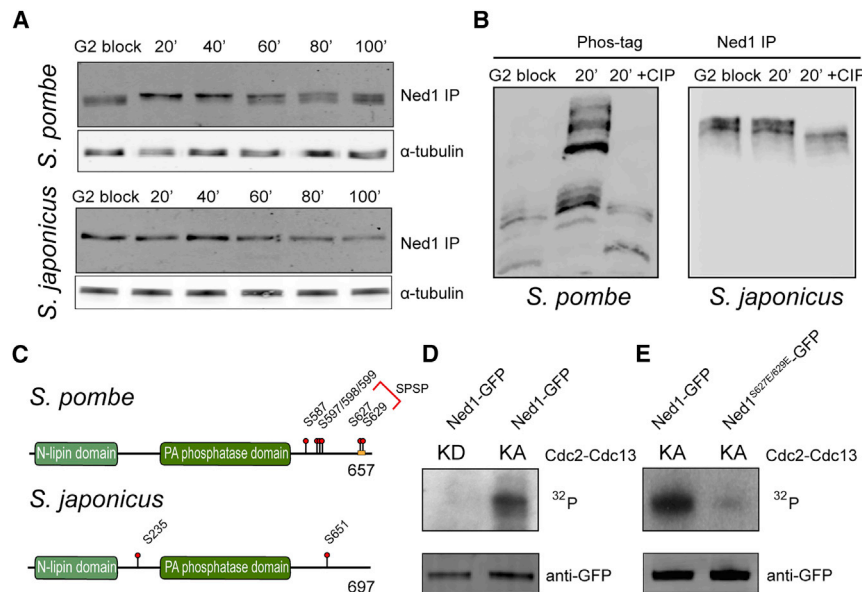 A
G2 block 20' 40' 60' 80' 100'
S. pombe
Ned1 IP
α-tubulin
G2 block 20' 40' 60' 80' 100'
S. japonicus
Ned1 IP
α-tubulin
B
Phos-tag Ned1 IP
G2 block 20' 20' +CIP G2 block 20' 20' +CIP
S. pombe S. japonicus
C
S. pombe
S587
S597/598/599
S627
S629
SPSP
N-lipin domain PA phosphatase domain
657
S. japonicus
S235
S651
N-lipin domain PA phosphatase domain
697
D
Ned1-GFP Ned1-GFP
KD KA Cdc2-Cdc13
32P
anti-GFP
E
Ned1-GFP Ned1S627E/629E-GFP
KA KA Cdc2-Cdc13
32P
anti-GFP